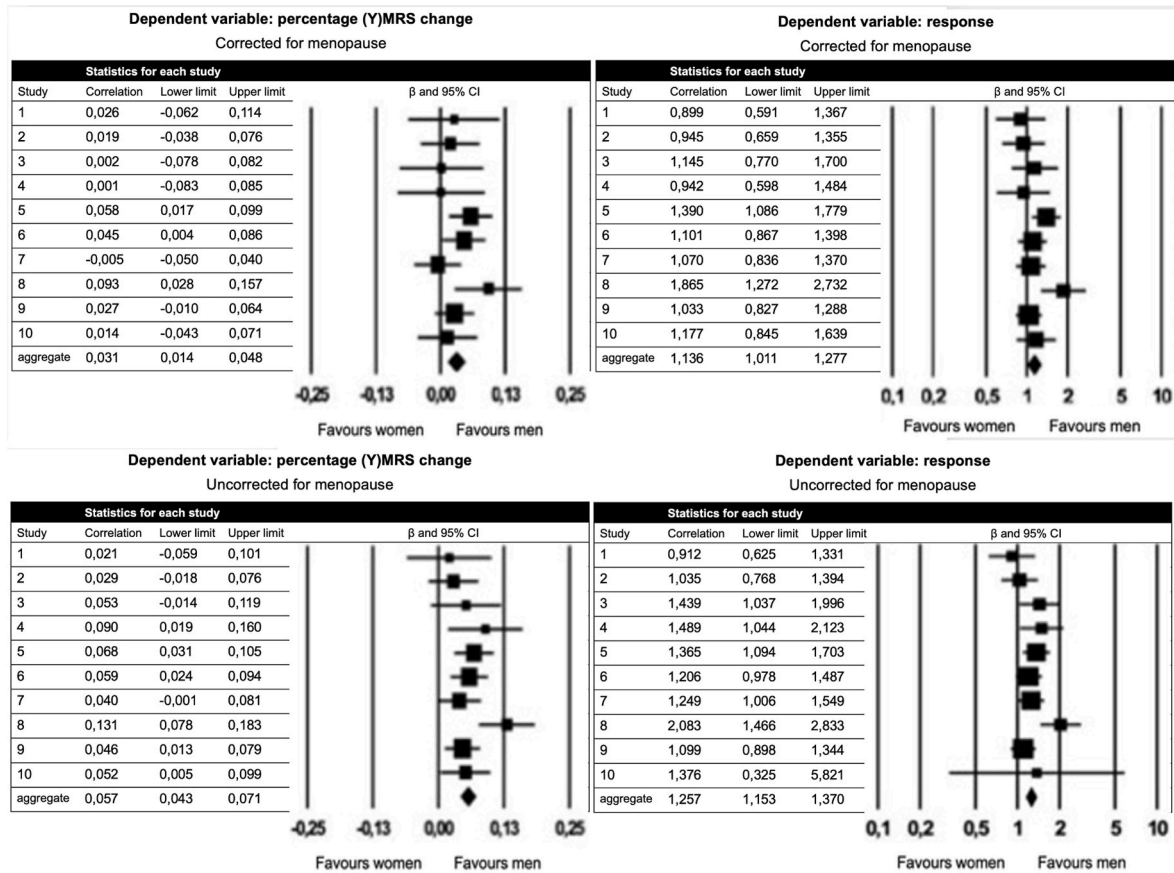 Dependent variable: percentage (Y)MRS change
Corrected for menopause
Statistics for each study
Study Correlation Lower limit Upper limit β and 95% CI
1 0,026 -0,062 0,114
2 0,019 -0,038 0,076
3 0,002 -0,078 0,082
4 0,001 -0,083 0,085
5 0,058 0,017 0,099
6 0,045 0,004 0,086
7 -0,005 -0,050 0,040
8 0,093 0,028 0,157
9 0,027 -0,010 0,064
10 0,014 -0,043 0,071
aggregate 0,031 0,014 0,048
-0,25 -0,13 0,00 0,13 0,25
Favours women Favours men
Dependent variable: response
Corrected for menopause
Statistics for each study
Study Correlation Lower limit Upper limit β and 95% CI
1 0,899 0,591 1,367
2 0,945 0,659 1,355
3 1,145 0,770 1,700
4 0,942 0,598 1,484
5 1,390 1,086 1,779
6 1,101 0,867 1,398
7 1,070 0,836 1,370
8 1,865 1,272 2,732
9 1,033 0,827 1,288
10 1,177 0,845 1,639
aggregate 1,136 1,011 1,277
0,1 0,2 0,5 1 2 5 10
Favours women Favours men
Dependent variable: percentage (Y)MRS change
Uncorrected for menopause
Statistics for each study
Study Correlation Lower limit Upper limit β and 95% CI
1 0,021 -0,059 0,101
2 0,029 -0,018 0,076
3 0,053 -0,014 0,119
4 0,090 0,019 0,160
5 0,068 0,031 0,105
6 0,059 0,024 0,094
7 0,040 -0,001 0,081
8 0,131 0,078 0,183
9 0,046 0,013 0,079
10 0,052 0,005 0,099
aggregate 0,057 0,043 0,071
-0,25 -0,13 0,00 0,13 0,25
Favours women Favours men
Dependent variable: response
Uncorrected for menopause
Statistics for each study
Study Correlation Lower limit Upper limit β and 95% CI
1 0,912 0,625 1,331
2 1,035 0,768 1,394
3 1,439 1,037 1,996
4 1,489 1,044 2,123
5 1,365 1,094 1,703
6 1,206 0,978 1,487
7 1,249 1,006 1,549
8 2,083 1,466 2,833
9 1,099 0,898 1,344
10 1,376 0,325 5,821
aggregate 1,257 1,153 1,370
0,1 0,2 0,5 1 2 5 10
Favours women Favours men